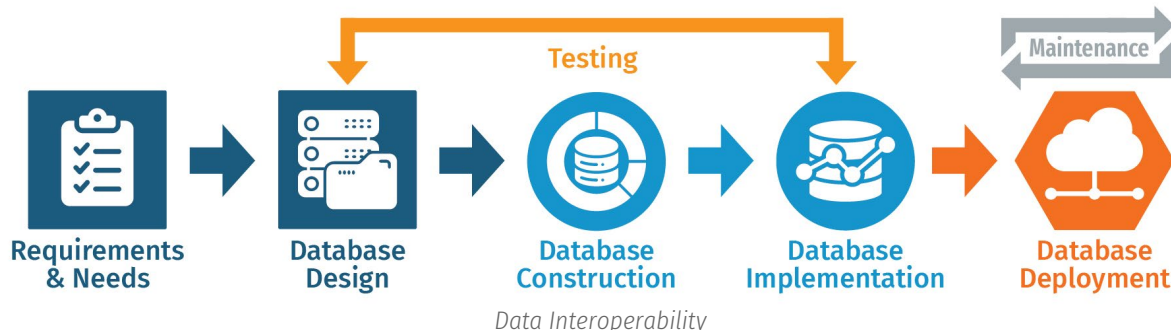 Testing
Maintenance
Requirements
& Needs
Database
Design
Database
Construction
Database
Implementation
Database
Deployment
Data Interoperability